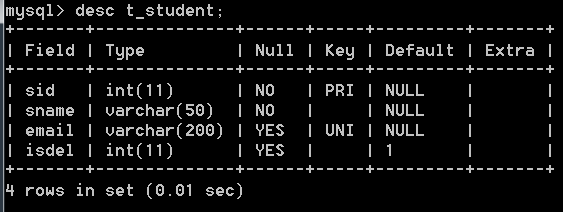 mysql> desc t_student;
+-------+--------------+------+-----+---------+-------+
| Field | Type         | Null | Key | Default | Extra |
+-------+--------------+------+-----+---------+-------+
| sid   | int(11)      | NO   | PRI | NULL    |       |
| sname | varchar(50)  | NO   |     | NULL    |       |
| email | varchar(200) | YES  | UNI | NULL    |       |
| isdel | int(11)      | YES  |     | 1       |       |
+-------+--------------+------+-----+---------+-------+
4 rows in set (0.01 sec)